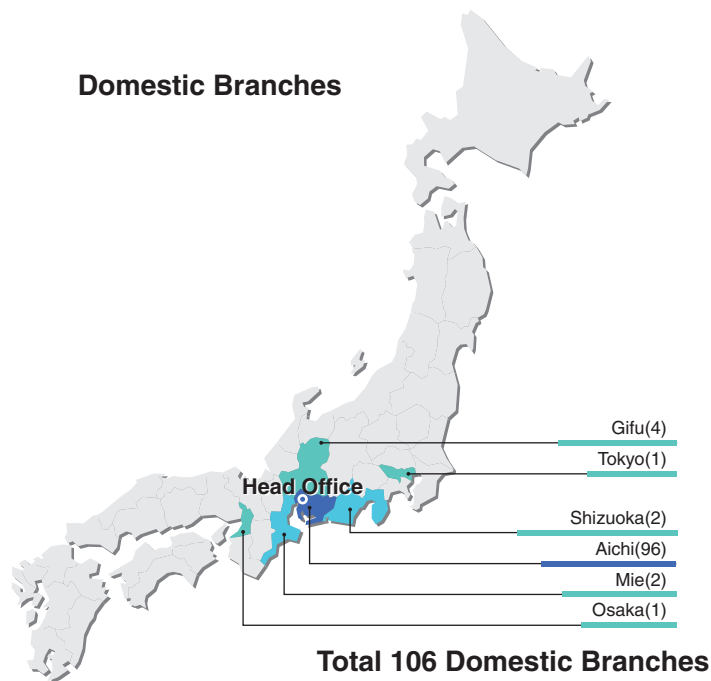 Domestic Branches
Gifu(4)
Tokyo(1)
Head Office
Shizuoka(2)
Aichi(96)
Mie(2)
Osaka(1)
Total 106 Domestic Branches